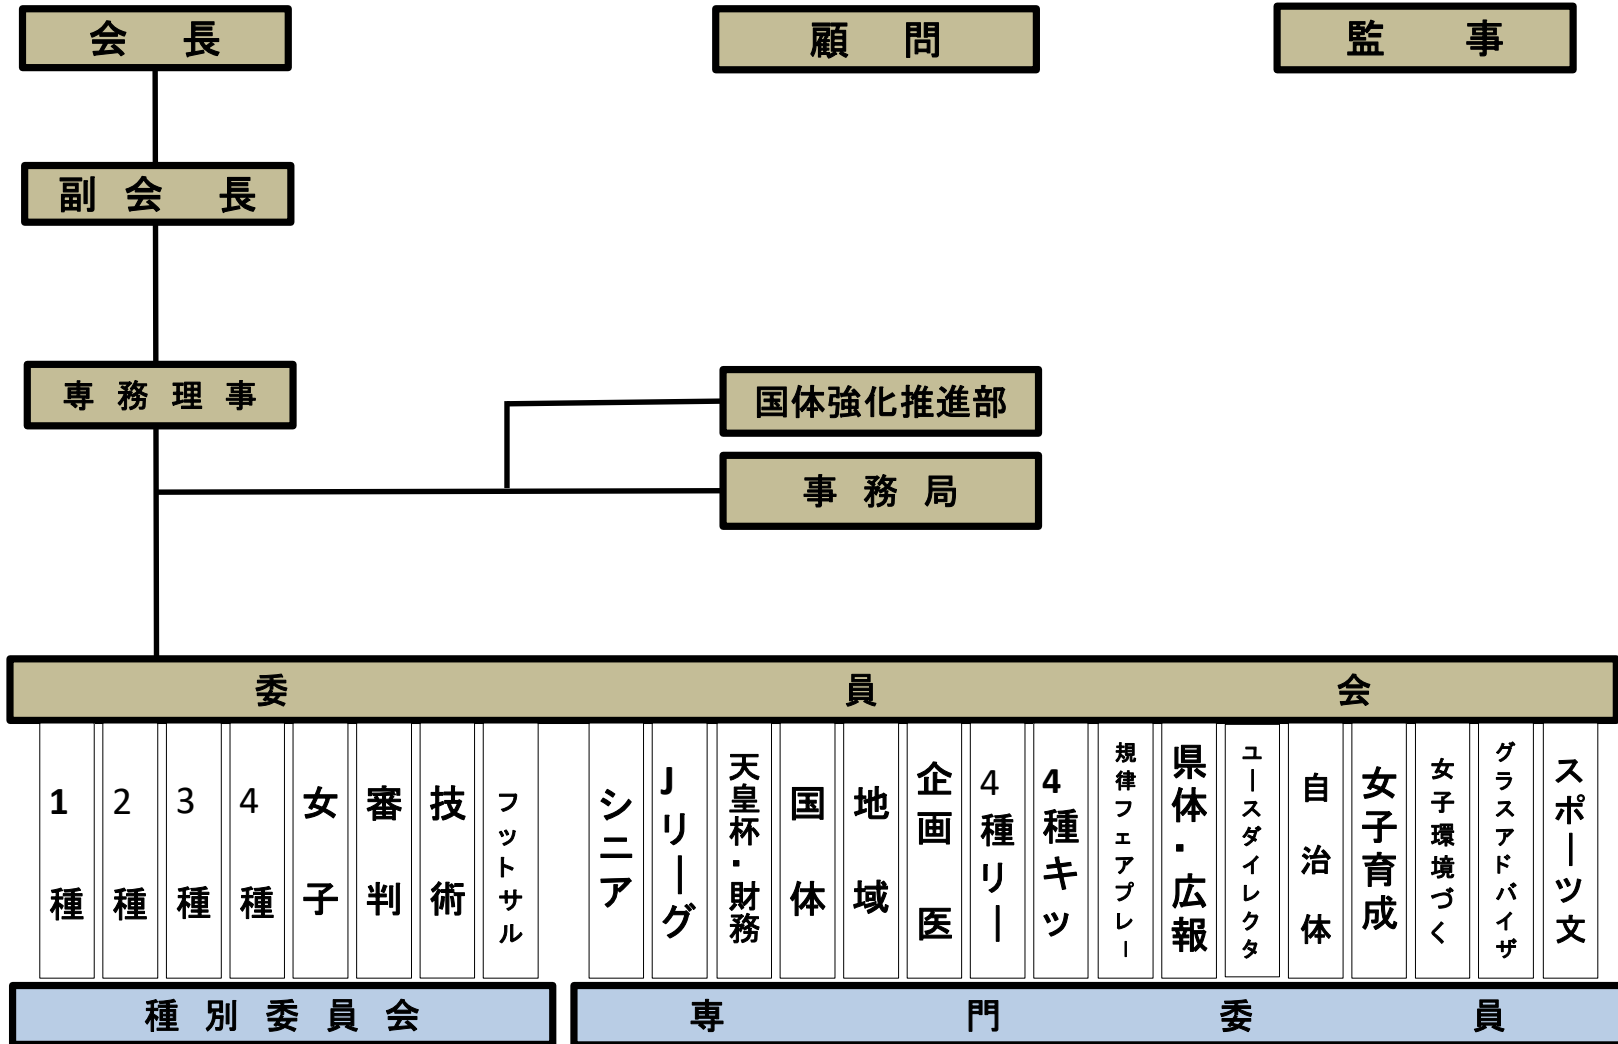 会長
顧問
監事
副会長
専務理事
国体強化推進部
事務局
委員会
1種
2種
3種
4種
女子
審判
技術
フットサル
シニア
Jリーグ
天皇杯・財務
国体
地域
企画 医
4種リー
4種キッ
規律フェアプレー
県体・広報
ユースダイレクタ
自治体
女子育成
女子環境づく
グラスアドバイザ
スポーツ文
種別委員会
専門委員